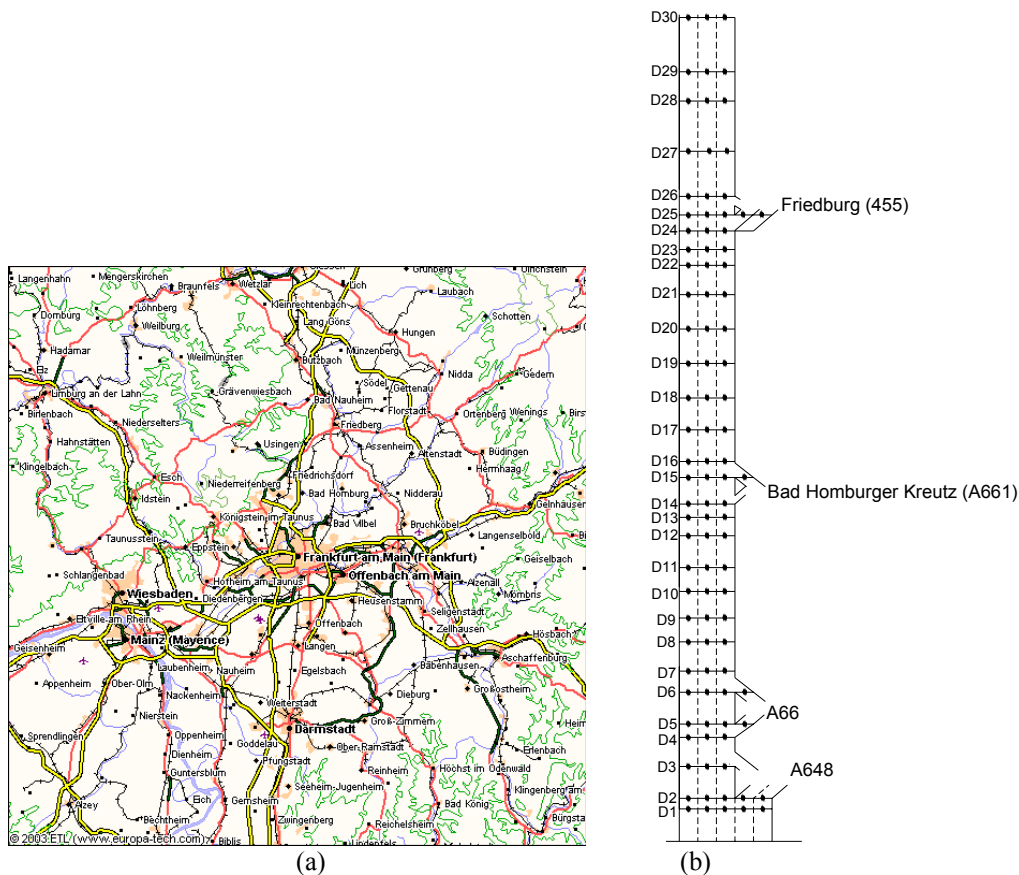 Langenhahn
Mengerskirchen
Braunfels
Wetzlar
Lich
Grünberg
Ulrichstein
Laubach
Kleinrechtenbach
Löhnberg
Lang Göns
Dornburg
Weilburg
Hungen
Schotten
Hadamar
Weilmünster
Butzbach
Münzenberg
Elz
Nidda
Gedern
Limburg an der Lahn
Grävenwiesbach
Södel
Gettenau
Bad Nauheim
Birlenbach
Niederselters
Florstadt
Ortenberg
Wenings
Birs
Hahnstätten
Usingen
Friedberg
Assenheim
Altenstadt
Büdingen
Klingelbach
Esch
Friedrichsdorf
Herrnhaag
Niederreifenberg
Idstein
Bad Homburg
Nidderau
Gelnhausen
Königstein im Taunus
Bad Vilbel
Bruchköbel
Taunusstein
Eppstein
Langenselbold
Bi
Frankfurt am Main (Frankfurt)
Geiselbach
Schlangenbad
Hofheim am Taunus
Offenbach am Main
Alzenau
Wiesbaden
Diedenbergen
Heusenstamm
Mömbris
Eltville am Rhein
Seligenstadt
Offenbach
Zellhausen
Hösbach
Geisenheim
Mainz (Mayence)
Langen
Aschaffenburg
Laubenheim
Nauheim
Egelsbach
Babenhausen
Appenheim
Ober-Olm
Nackenheim
Dieburg
Großostheim
Weiterstadt
Nierstein
Groß-Zimmern
Heim
Sprendlingen
Oppenheim
Darmstadt
Goddelau
Ober-Ramstadt
Erlenbach
Dienheim
Pfungstadt
Guntersblum
Reinheim
Höchst im Odenwald
Seeheim-Jugenheim
Klingenberg am
Alzey
Eich
Gernsheim
Bad König
Bechtheim
Zwingenberg
Reichelsheim
Bürgsta
© 2003 ETL (www.europa-tech.com)
Biblis
Lindenfels
(a)
D30
D29
D28
D27
D26
Friedburg (455)
D25
D24
D23
D22
D21
D20
D19
D18
D17
D16
D15
Bad Homburger Kreutz (A661)
D14
D13
D12
D11
D10
D9
D8
D7
D6
A66
D5
D4
D3
A648
D2
D1
(b)